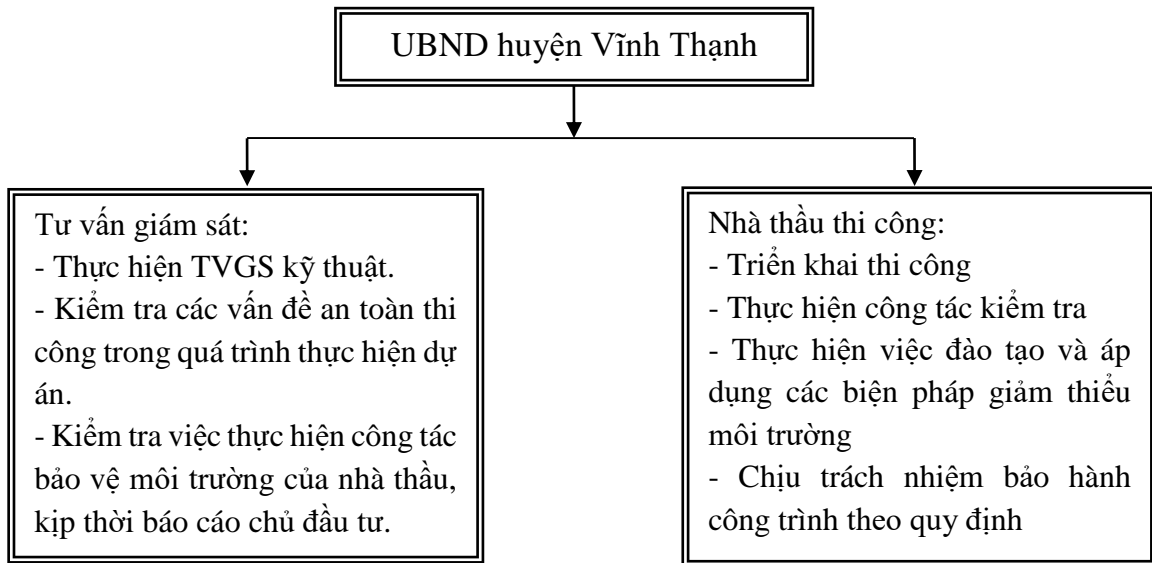 UBND huyện Vĩnh Thạnh
Tư vấn giám sát:
- Thực hiện TVGS kỹ thuật.
- Kiểm tra các vấn đề an toàn thi
công trong quá trình thực hiện dự
án.
- Kiểm tra việc thực hiện công tác
bảo vệ môi trường của nhà thầu,
kịp thời báo cáo chủ đầu tư.
Nhà thầu thi công:
- Triển khai thi công
- Thực hiện công tác kiểm tra
- Thực hiện việc đào tạo và áp
dụng các biện pháp giảm thiểu
môi trường
- Chịu trách nhiệm bảo hành
công trình theo quy định